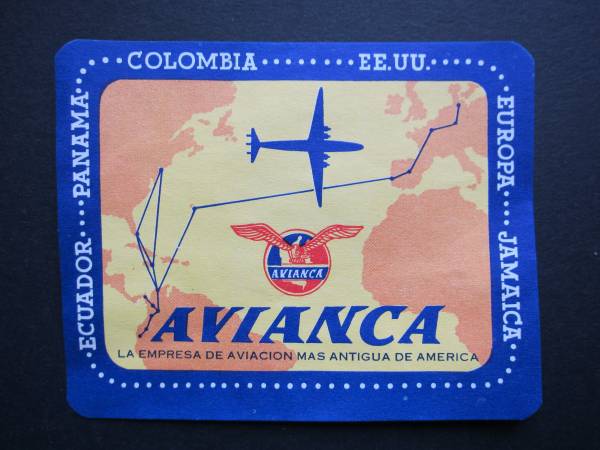 COLOMBIA
EE.UU.
EUROPA
JAMAICA
ECUADOR
PANAMA
AVIANCA
AVIANCA
LA EMPRESA DE AVIACION MAS ANTIGUA DE AMERICA